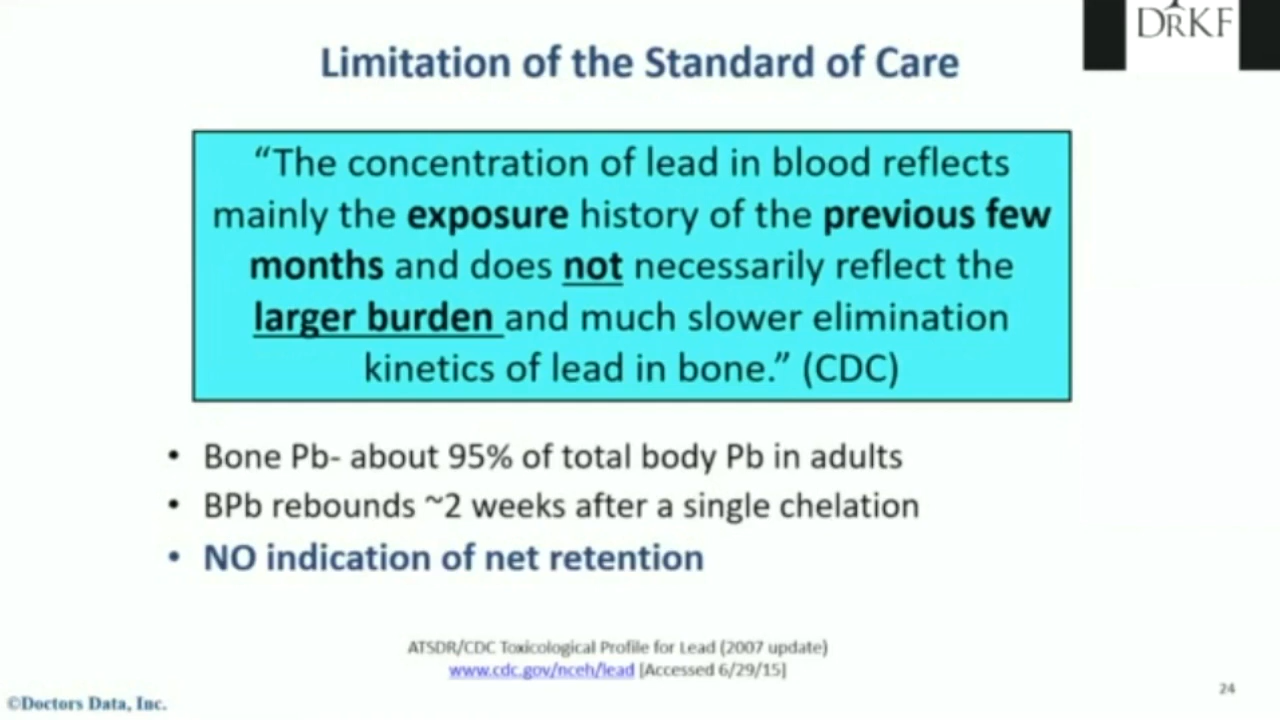 DRKF
Limitation of the Standard of Care
“The concentration of lead in blood reflects
mainly the exposure history of the previous few
months and does not necessarily reflect the
larger burden and much slower elimination
kinetics of lead in bone.” (CDC)
• Bone Pb- about 95% of total body Pb in adults
• BPb rebounds ~2 weeks after a single chelation
• NO indication of net retention
ATSDR/CDC Toxicological Profile for Lead (2007 update)
www.cdc.gov/nceh/lead [Accessed 6/29/15]
24
©Doctors Data, Inc.